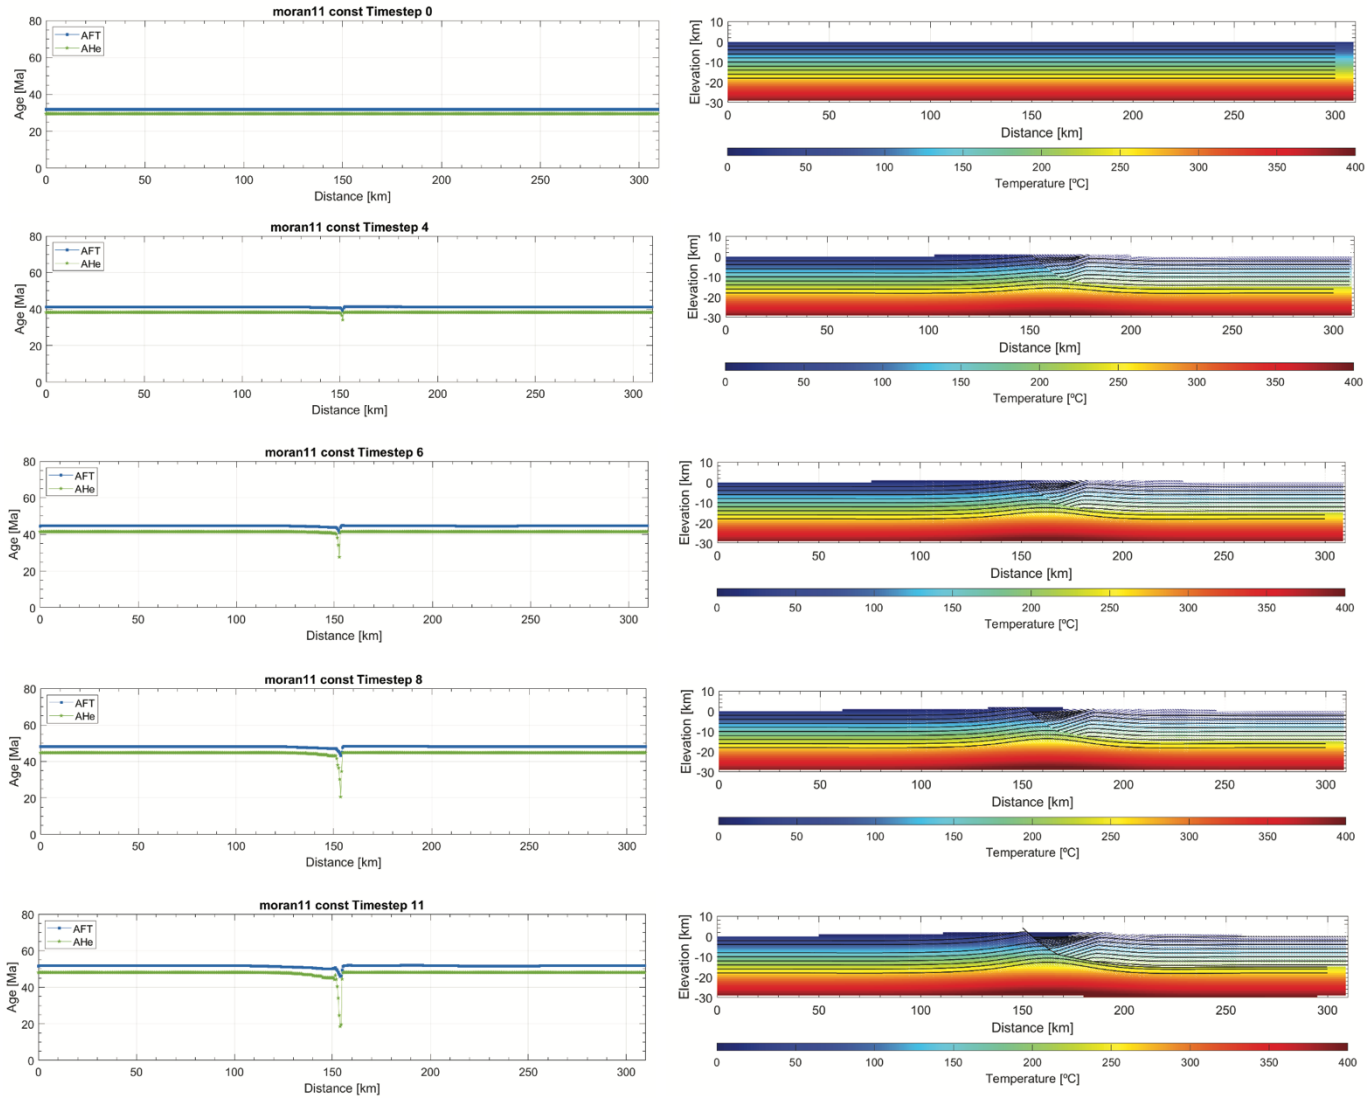 moran11 const Timestep 0
AFT
AHe
80
60
40
20
0
Age [Ma]
0 50 100 150 200 250 300
Distance [km]
10
0
-10
-20
-30
Elevation [km]
0 50 100 150 200 250 300
Distance [km]
0 50 100 150 200 250 300 350 400
Temperature [ºC]
moran11 const Timestep 4
AFT
AHe
80
60
40
20
0
Age [Ma]
0 50 100 150 200 250 300
Distance [km]
10
0
-10
-20
-30
Elevation [km]
0 50 100 150 200 250 300
Distance [km]
0 50 100 150 200 250 300 350 400
Temperature [ºC]
moran11 const Timestep 6
AFT
AHe
80
60
40
20
0
Age [Ma]
0 50 100 150 200 250 300
Distance [km]
10
0
-10
-20
-30
Elevation [km]
50 100 150 200 250 300
Distance [km]
0 50 100 150 200 250 300 350 400
Temperature [ºC]
moran11 const Timestep 8
AFT
AHe
80
60
40
20
0
Age [Ma]
0 50 100 150 200 250 300
Distance [km]
10
0
-10
-20
-30
Elevation [km]
0 50 100 150 200 250 300
Distance [km]
0 50 100 150 200 250 300 350 400
Temperature [ºC]
moran11 const Timestep 11
AFT
AHe
80
60
40
20
0
Age [Ma]
0 50 100 150 200 250 300
Distance [km]
10
0
-10
-20
-30
Elevation [km]
0 50 100 150 200 250 300
Distance [km]
0 50 100 150 200 250 300 350 400
Temperature [ºC]